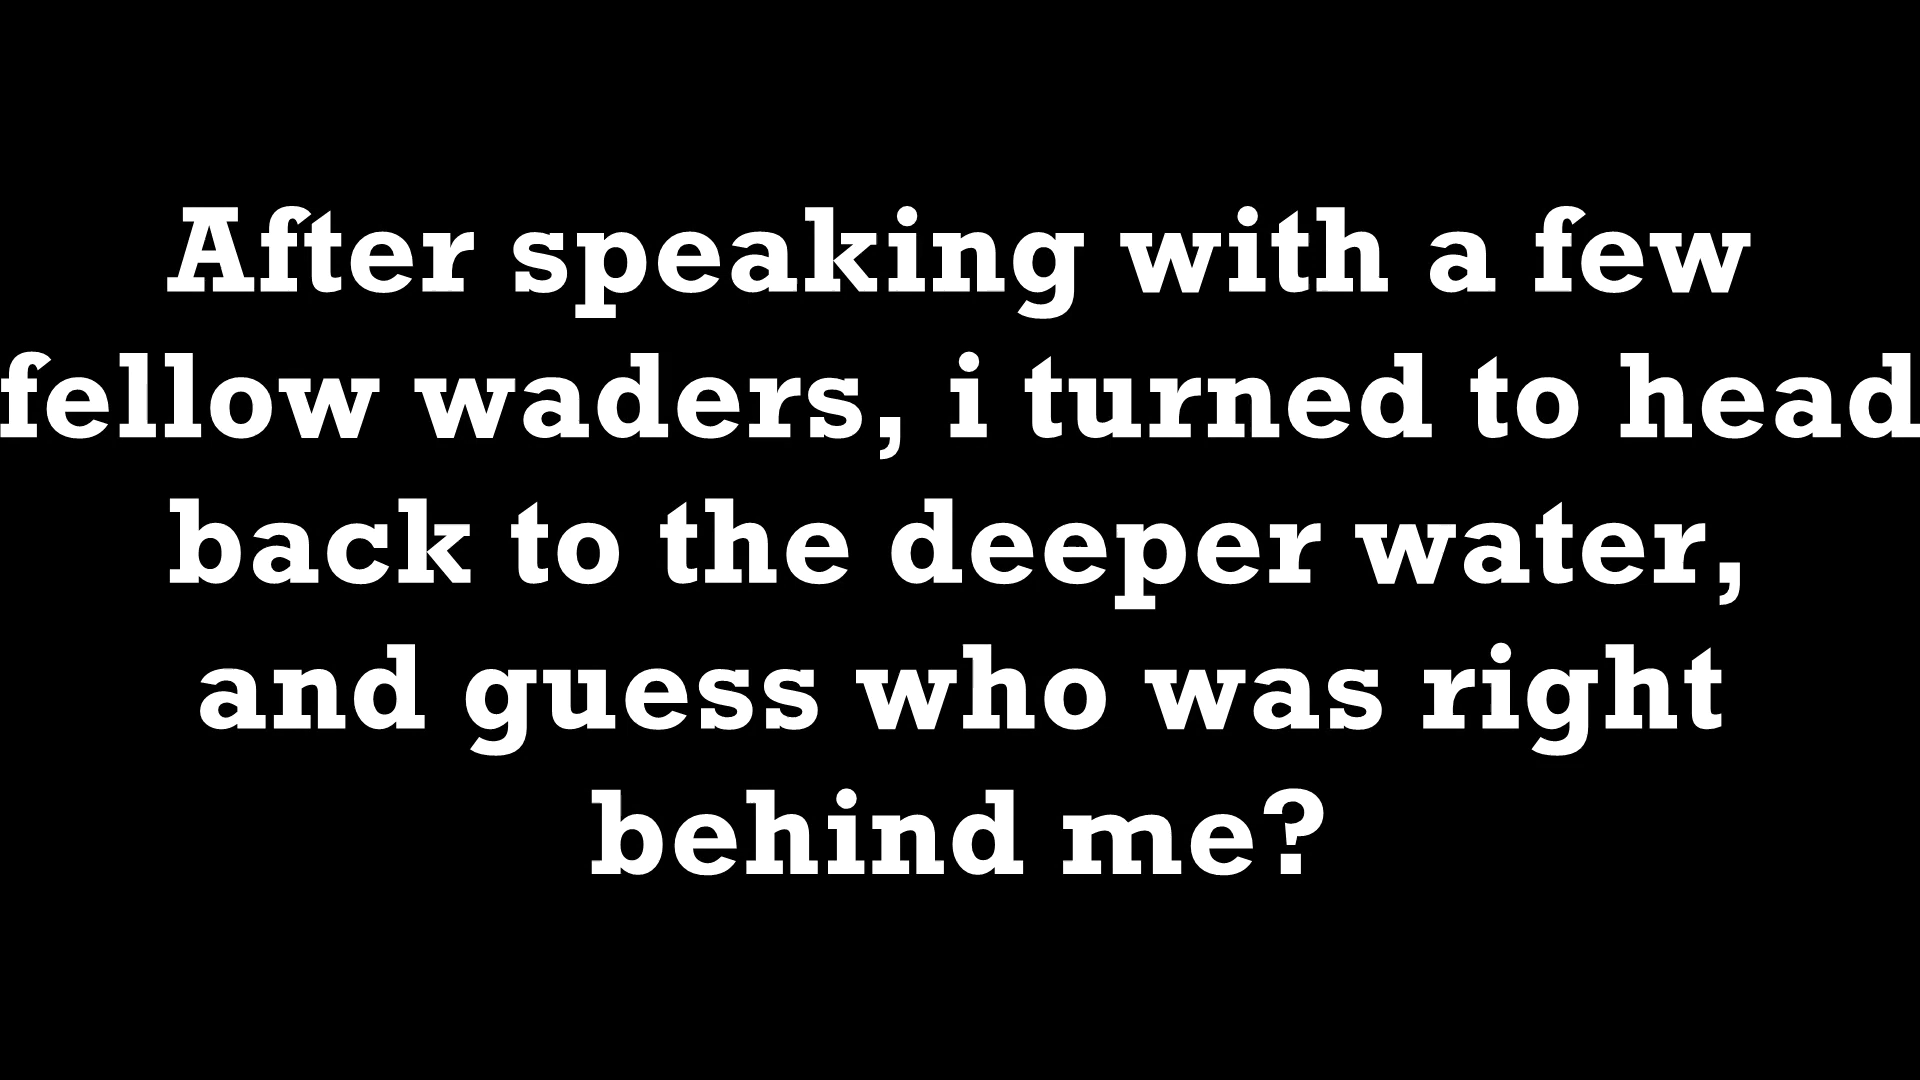 After speaking with a few
fellow waders, i turned to head
back to the deeper water,
and guess who was right
behind me?